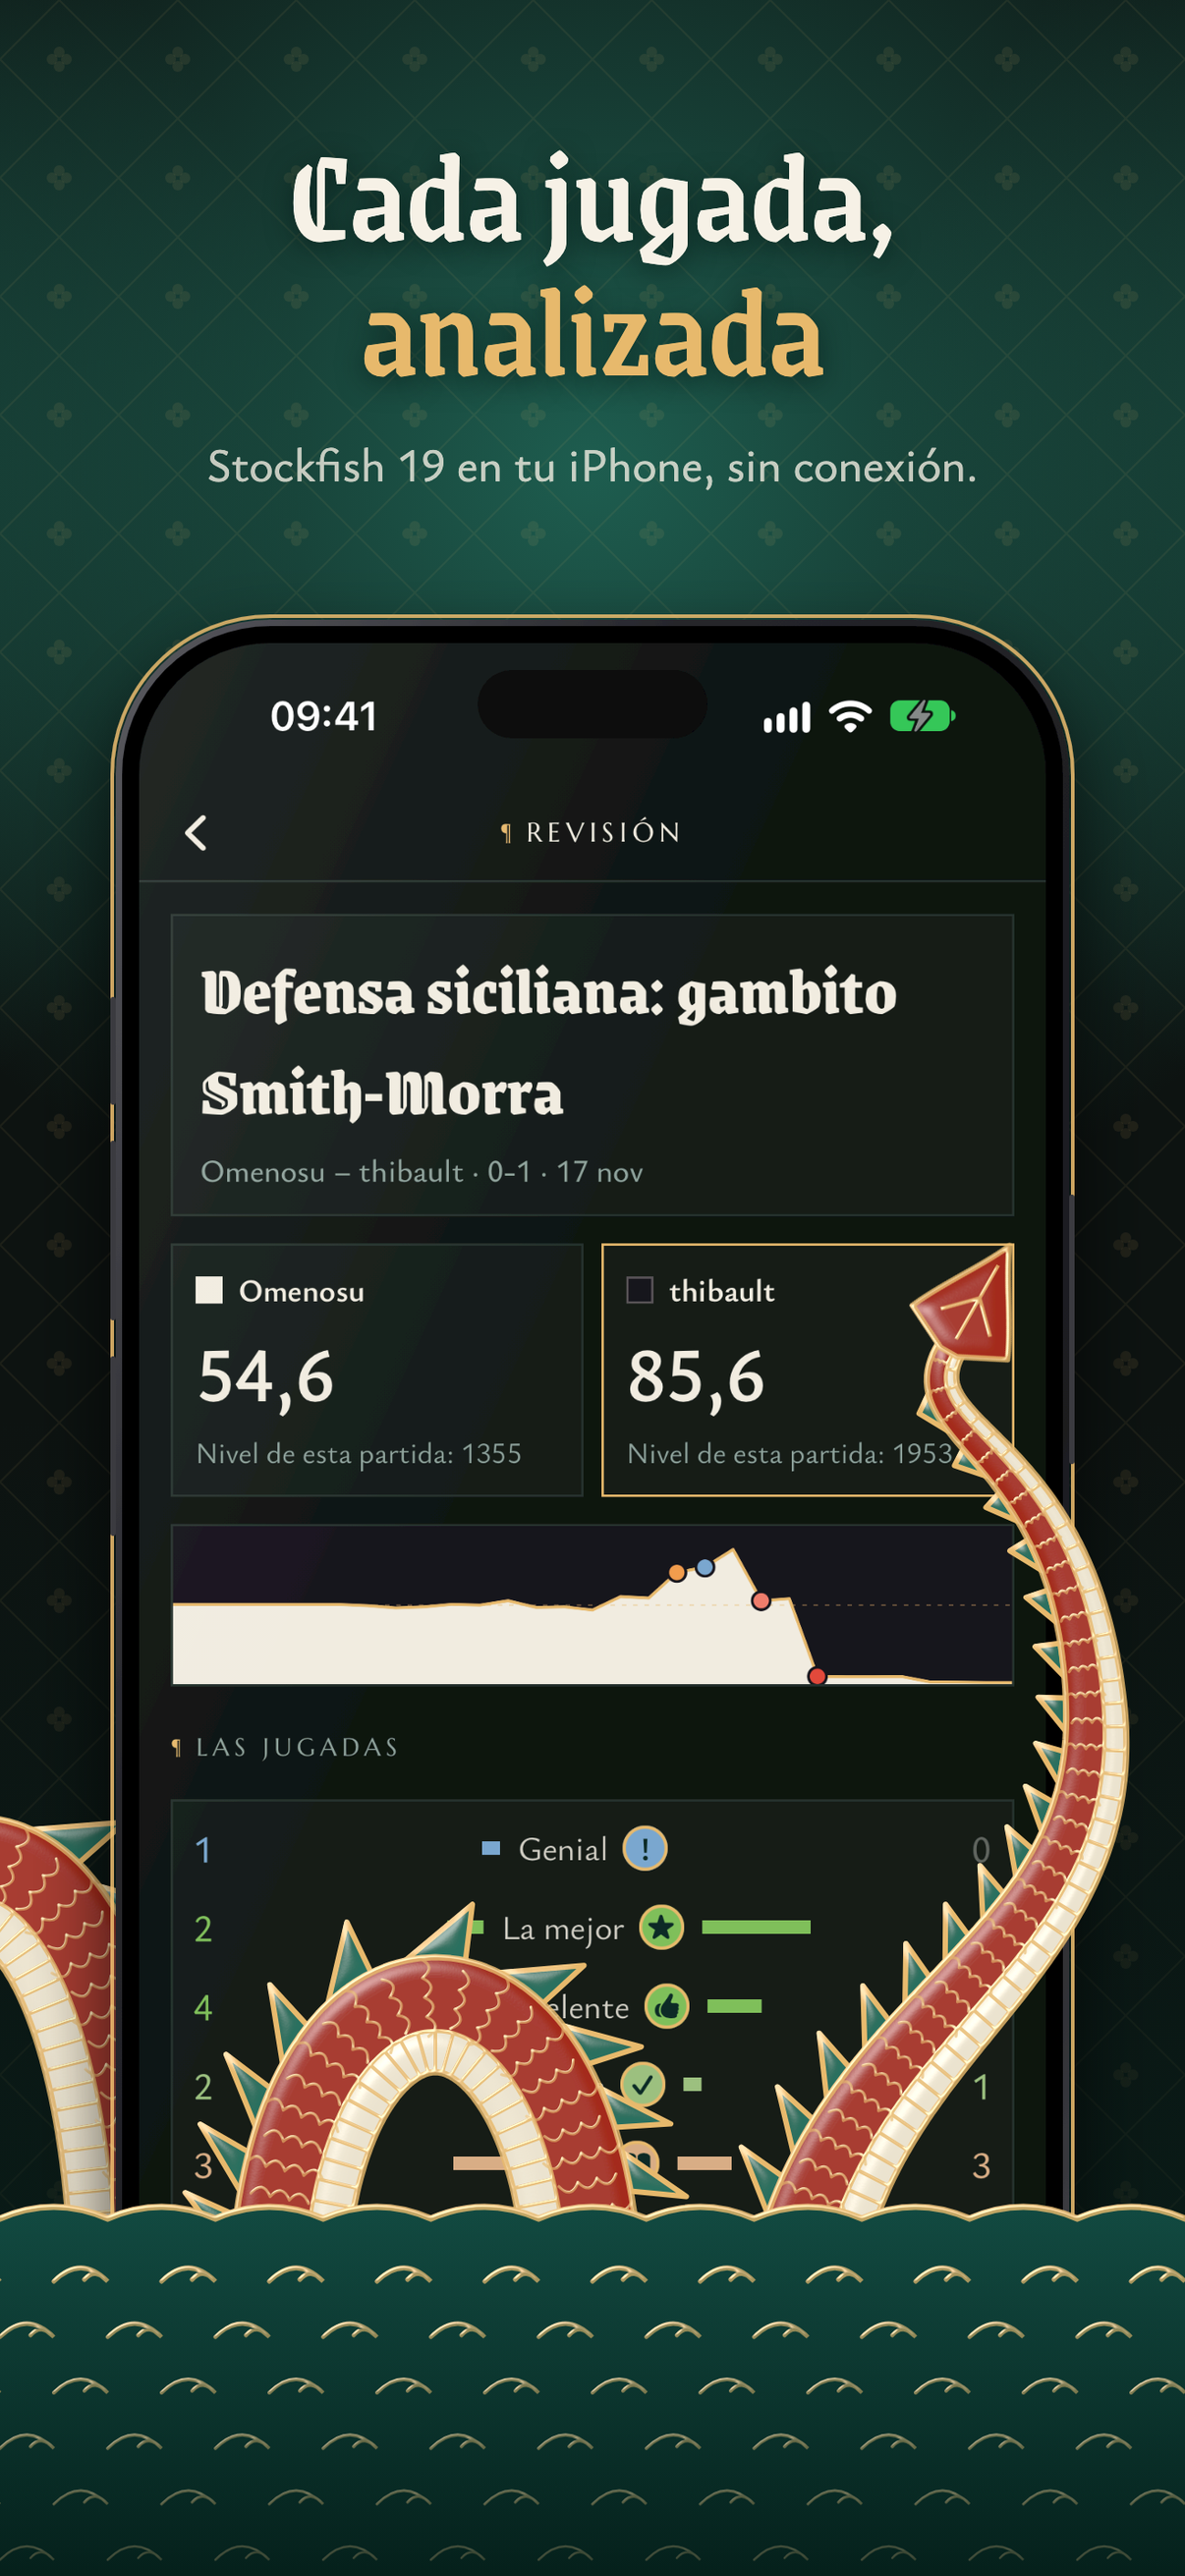 Cada jugada,
analizada
Stockfish 19 en tu iPhone, sin conexión.
09:41
¶ REVISIÓN
Defensa siciliana: gambito
Smith-Morra
Omenosu – thibault · 0-1 · 17 nov
Omenosu
54,6
Nivel de esta partida: 1355
thibault
85,6
Nivel de esta partida: 1953
¶ LAS JUGADAS
1 Genial ! 0
2 La mejor
4
2 1
3 3